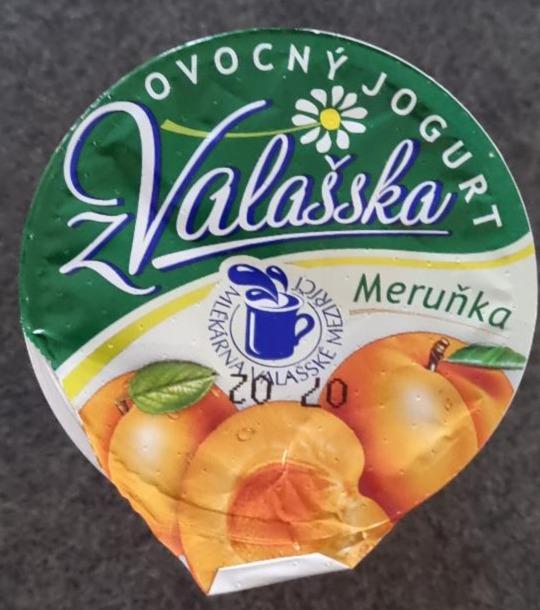 OVOCNÝ JOGURT
z Valašska
Meruňka
MLÉKÁRNA VALAŠSKÉ MEZIŘÍČÍ
20 20